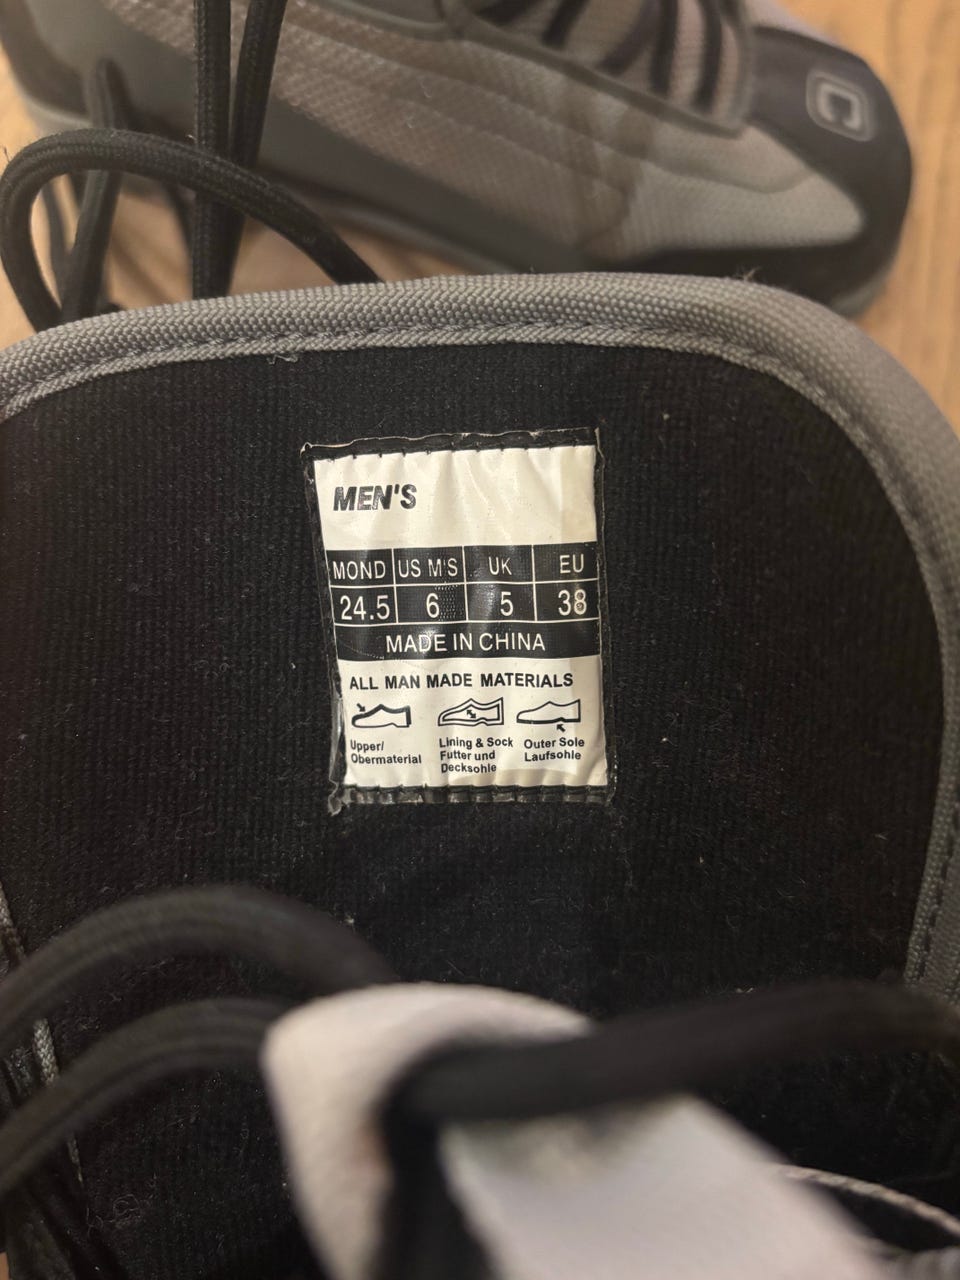 C
MEN'S
MOND US M'S UK EU
24.5 6 5 38
MADE IN CHINA
ALL MAN MADE MATERIALS
Upper/ Lining & Sock Outer Sole
Obermaterial Futter und Laufsohle
Decksohle